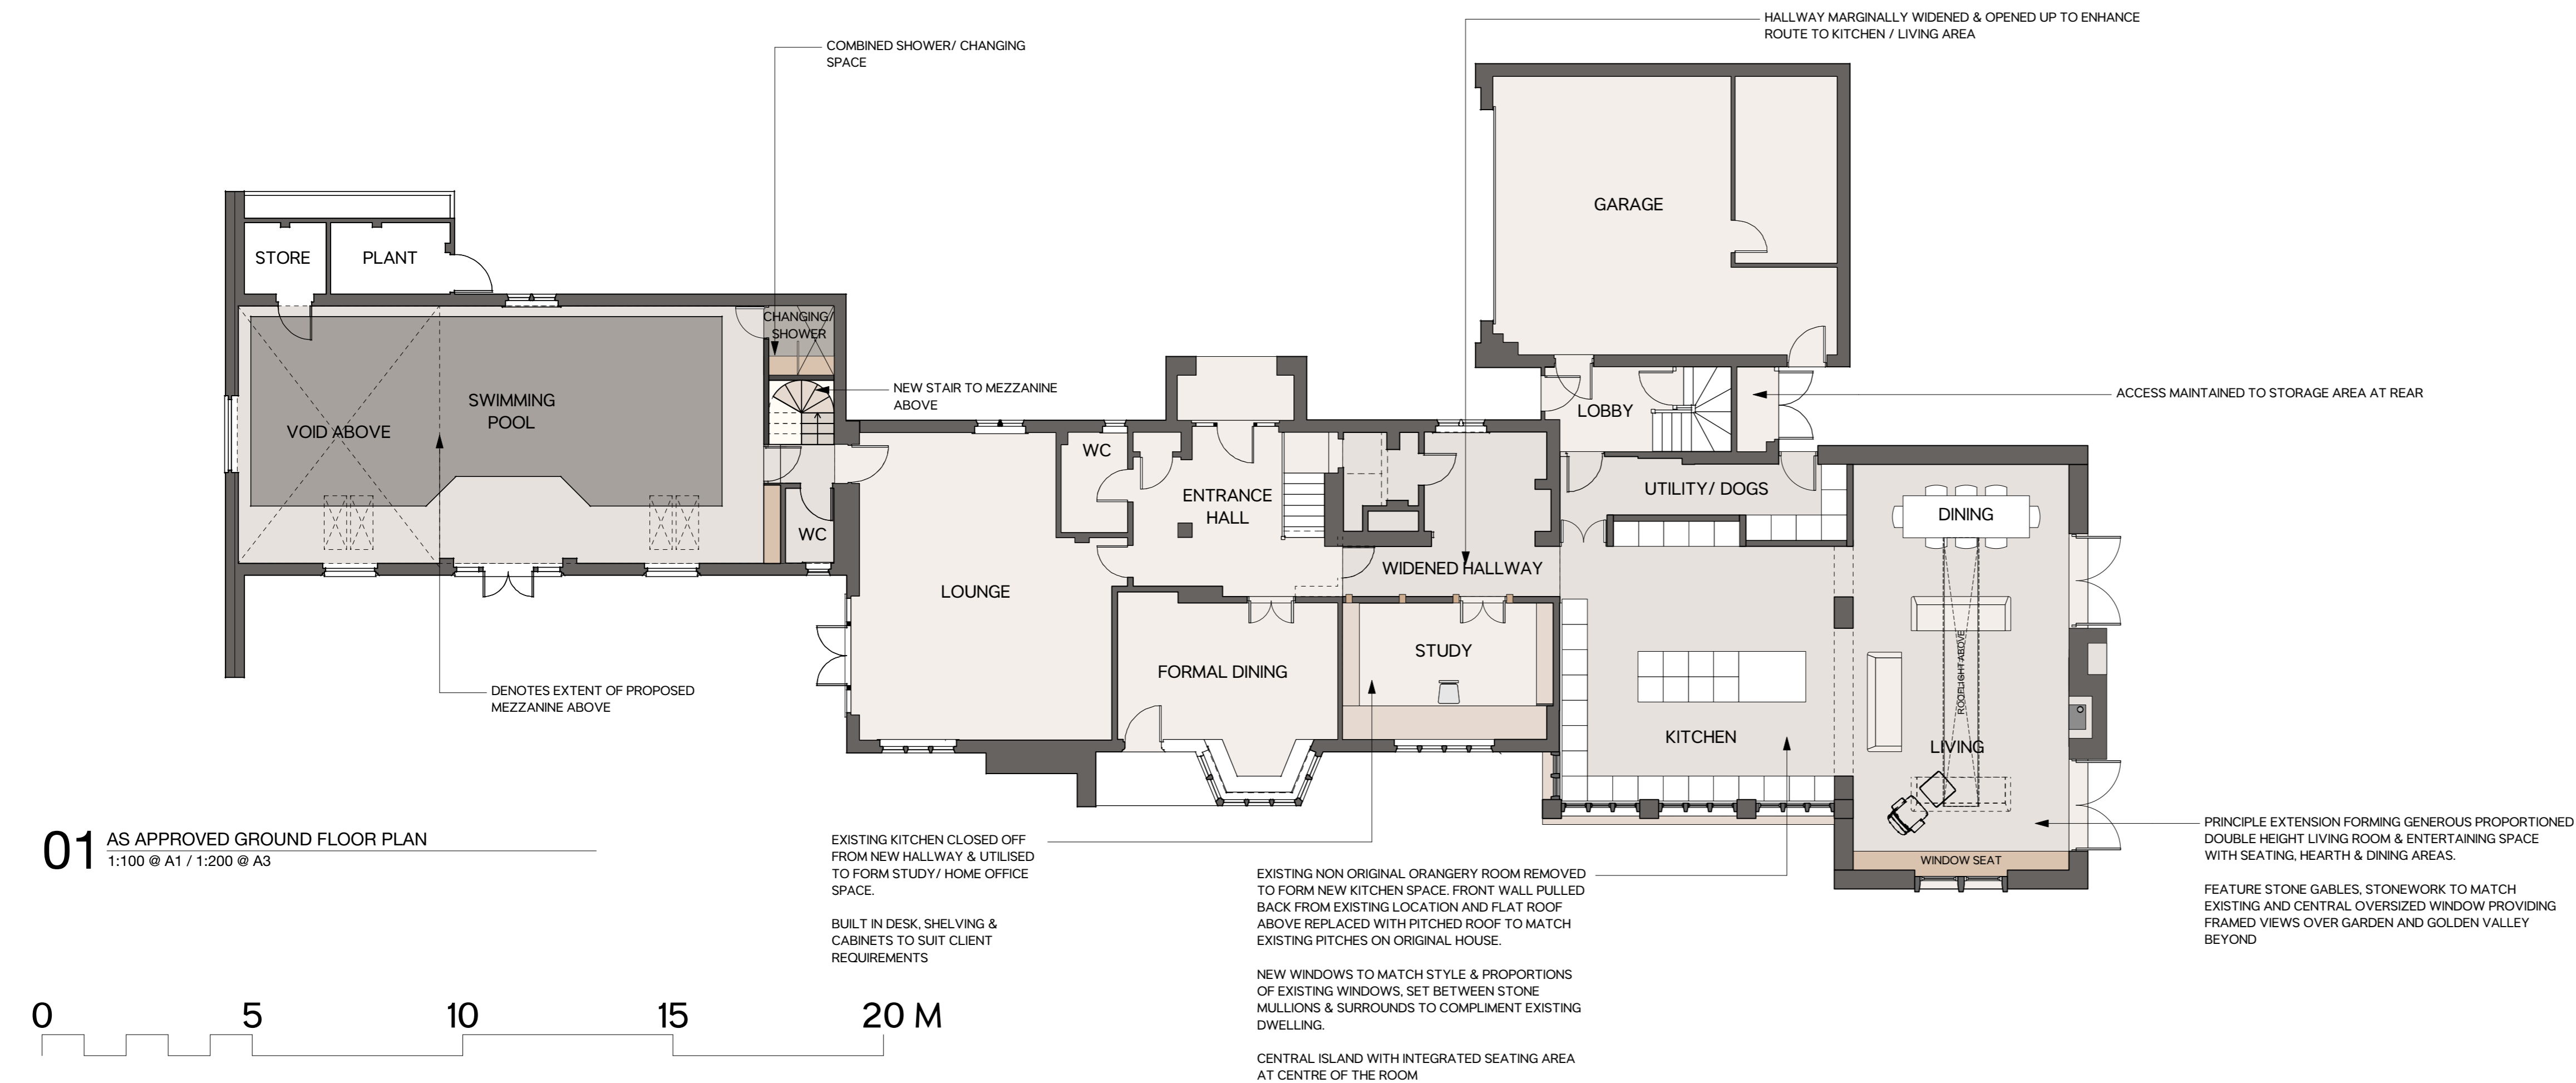 HALLWAY MARGINALLY WIDENED & OPENED UP TO ENHANCE
ROUTE TO KITCHEN / LIVING AREA
COMBINED SHOWER/ CHANGING
SPACE
GARAGE
STORE
PLANT
CHANGING/
SHOWER
NEW STAIR TO MEZZANINE
ABOVE
ACCESS MAINTAINED TO STORAGE AREA AT REAR
SWIMMING
POOL
VOID ABOVE
LOBBY
WC
ENTRANCE
HALL
UTILITY/ DOGS
DINING
WC
WIDENED HALLWAY
LOUNGE
STUDY
FORMAL DINING
ROOFLIGHT ABOVE
KITCHEN
LIVING
DENOTES EXTENT OF PROPOSED
MEZZANINE ABOVE
WINDOW SEAT
01 AS APPROVED GROUND FLOOR PLAN
1:100 @ A1 / 1:200 @ A3
EXISTING KITCHEN CLOSED OFF
FROM NEW HALLWAY & UTILISED
TO FORM STUDY/ HOME OFFICE
SPACE.
BUILT IN DESK, SHELVING &
CABINETS TO SUIT CLIENT
REQUIREMENTS
EXISTING NON ORIGINAL ORANGERY ROOM REMOVED
TO FORM NEW KITCHEN SPACE. FRONT WALL PULLED
BACK FROM EXISTING LOCATION AND FLAT ROOF
ABOVE REPLACED WITH PITCHED ROOF TO MATCH
EXISTING PITCHES ON ORIGINAL HOUSE.
NEW WINDOWS TO MATCH STYLE & PROPORTIONS
OF EXISTING WINDOWS, SET BETWEEN STONE
MULLIONS & SURROUNDS TO COMPLIMENT EXISTING
DWELLING.
CENTRAL ISLAND WITH INTEGRATED SEATING AREA
AT CENTRE OF THE ROOM
PRINCIPLE EXTENSION FORMING GENEROUS PROPORTIONED
DOUBLE HEIGHT LIVING ROOM & ENTERTAINING SPACE
WITH SEATING, HEARTH & DINING AREAS.
FEATURE STONE GABLES, STONEWORK TO MATCH
EXISTING AND CENTRAL OVERSIZED WINDOW PROVIDING
FRAMED VIEWS OVER GARDEN AND GOLDEN VALLEY
BEYOND
0 5 10 15 20 M